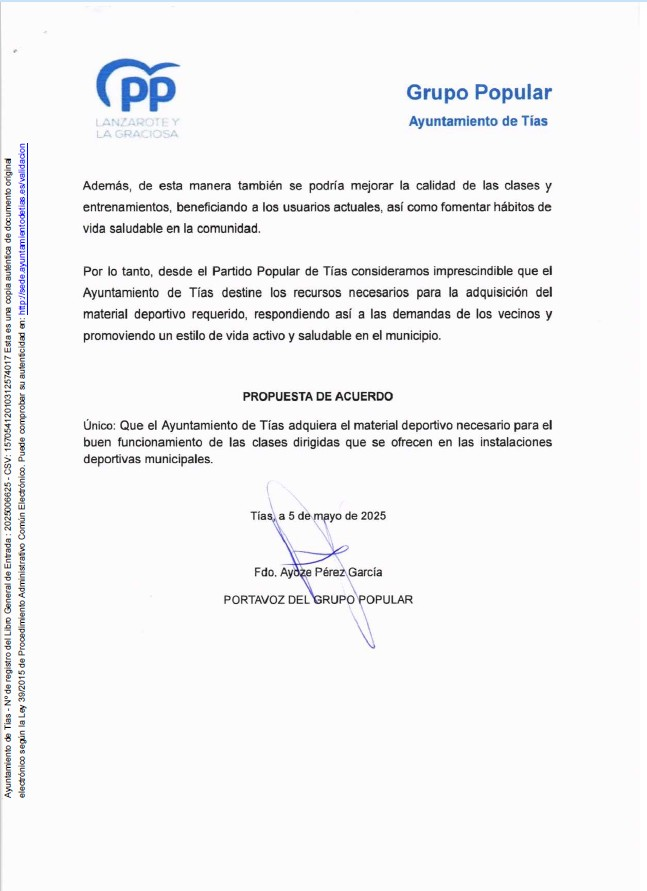 PP
LANZAROTE Y
LA GRACIOSA
Grupo Popular
Ayuntamiento de Tías
Además, de esta manera también se podría mejorar la calidad de las clases y
entrenamientos, beneficiando a los usuarios actuales, así como fomentar hábitos de
vida saludable en la comunidad.
Por lo tanto, desde el Partido Popular de Tías consideramos imprescindible que el
Ayuntamiento de Tías destine los recursos necesarios para la adquisición del
material deportivo requerido, respondiendo así a las demandas de los vecinos y
promoviendo un estilo de vida activo y saludable en el municipio.
PROPUESTA DE ACUERDO
Único: Que el Ayuntamiento de Tías adquiera el material deportivo necesario para el
buen funcionamiento de las clases dirigidas que se ofrecen en las instalaciones
deportivas municipales.
Tías, a 5 de mayo de 2025
Fdo. Ayoze Pérez García
PORTAVOZ DEL GRUPO POPULAR
Ayuntamiento de Tías - Nº de registro del Libro General de Entrada : 2025006625 - CSV: 15705412010312574017 Esta es una copia auténtica de documento original
electrónico según la Ley 39/2015 de Procedimiento Administrativo Común Electrónico. Puede comprobar su autenticidad en: http://sede.ayuntamientodetias.es/validacion